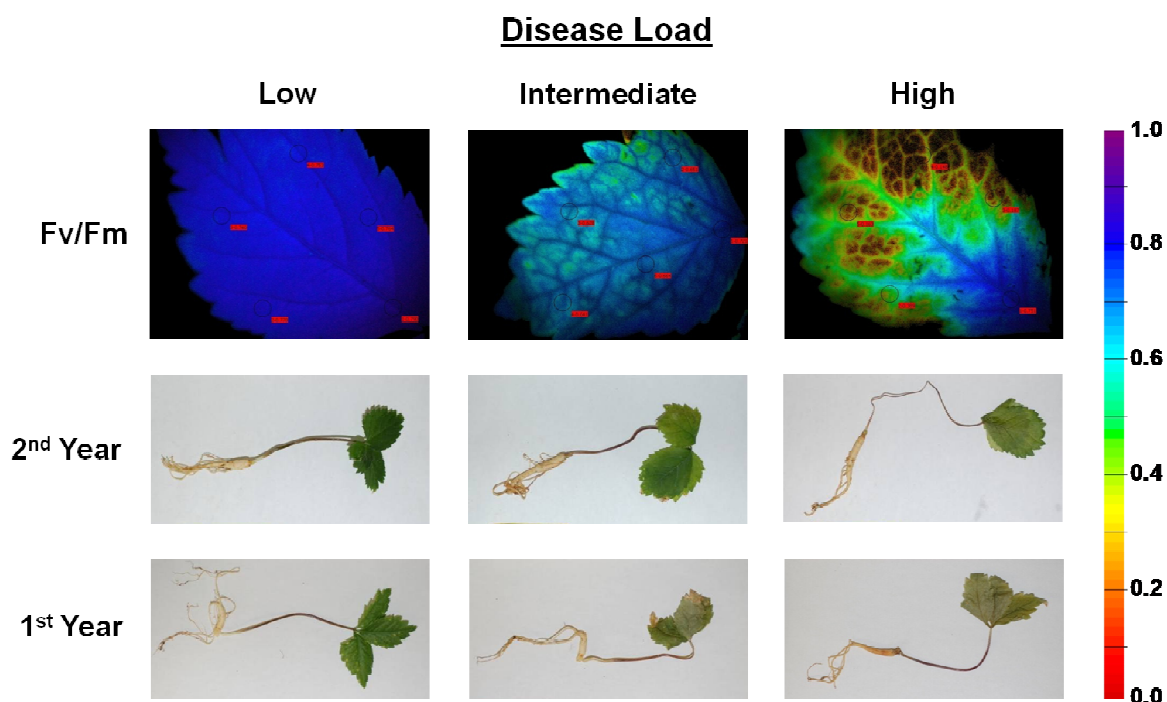 Disease Load
Low Intermediate High
Fv/Fm
2nd Year
1st Year
1.0
0.8
0.6
0.4
0.2
0.0